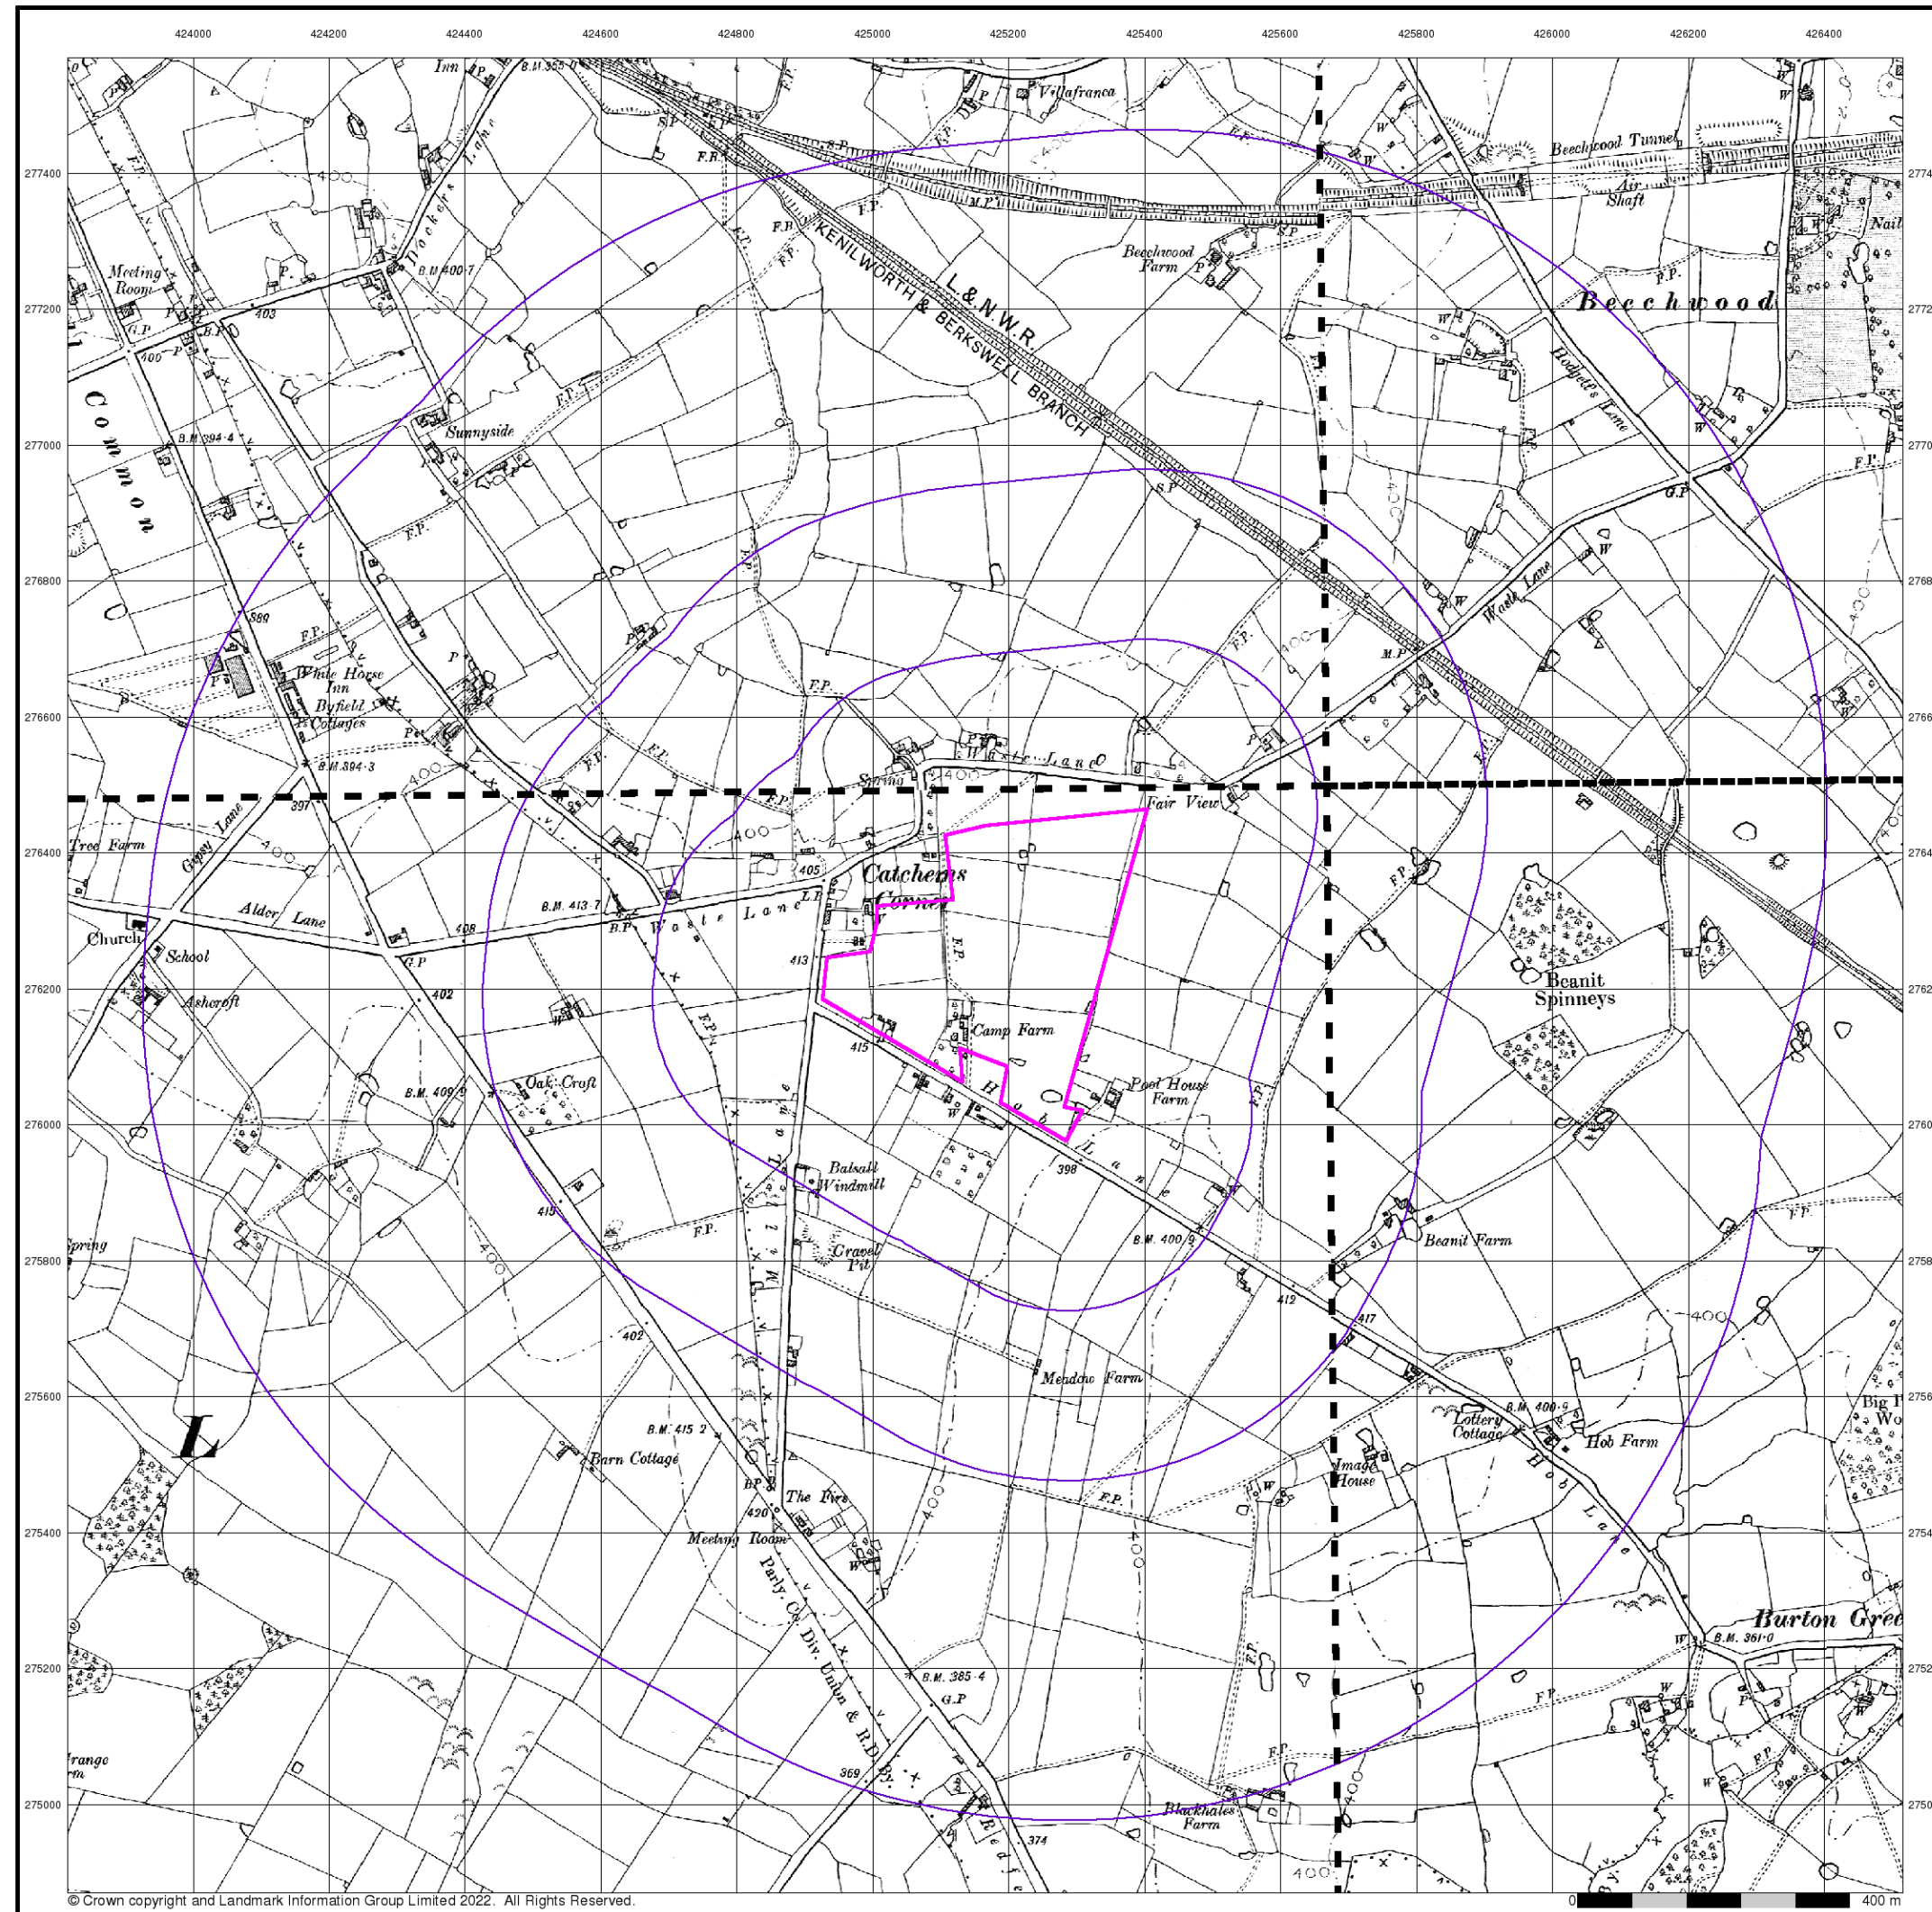 424000 424200 424400 424600 424800 425000 425200 425400 425600 425800 426000 426200 426400
Inn
P
B.M.355.0
F.P.
Villafranca
W
S.P
F.R.
M.P
Beechwood Tunnel
Air
Shaft
277400
Dockers Lane
B.M.400.7
Meeting
Room
G.P
B.P
403
400
277200
F.B
KENILWORTH & BERKSWELL BRANCH
L.&.N.W.R.
Beechwood
Farm
Beechwood
Hodgett's Lane
Common
B.M.394.4
Sunnyside
277000
F.P.
S.P
G.P
276800
389
F.P.
Waste Lane
M.P
White Horse
Inn
Byfield
Cottages
276600
B.M.394.3
397
Spring
Waste Lane
400
Fair View
Tree Farm
Gipsy Lane
276400
405
L.P
Catchems
Corner
Alder Lane
408
B.M. 413.7
B.P
Waste Lane
Church
School
Ashcroft
G.P
402
413
276200
F.P.
Beanit
Spinneys
415
Camp Farm
Hob Lane
Pool House
Farm
Oak Croft
B.M. 409.9
276000
398
Balsall
Windmill
Mill Lane
Gravel
Pit
415
F.P.
Spring
B.M. 400.9
Beanit Farm
275800
412
417
402
Meadow Farm
275600
L
B.M. 415.2
Barn Cottage
B.P
420
The Firs
Meeting Room
Lottery
Cottage
B.M. 400.9
Hob Farm
Image
House
Hob Lane
275400
Parly. Co. Div. Union & R.D. By.
Burton Gree
B.M. 361.0
275200
B.M. 385.4
G.P
369
275000
Blackhales
Farm
374
400
© Crown copyright and Landmark Information Group Limited 2022. All Rights Reserved.
0 400 m